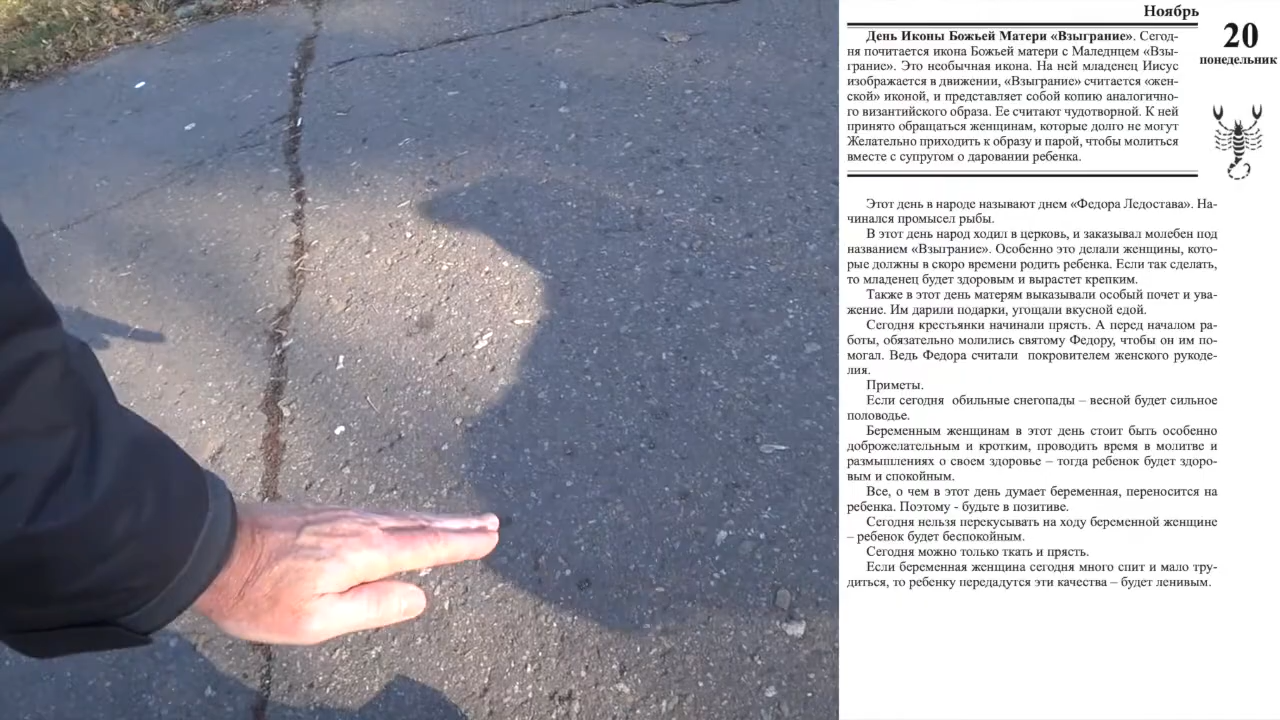 Ноябрь
День Иконы Божьей Матери «Взыграние». Сегод-
ня почитается икона Божьей матери с Маледнцем «Взы-
грание». Это необычная икона. На ней младенец Иисус
изображается в движении, «Взыграние» считается «жен-
ской» иконой, и представляет собой копию аналогично-
го византийского образа. Ее считают чудотворной. К ней
принято обращаться женщинам, которые долго не могут
Желательно приходить к образу и парой, чтобы молиться
вместе с супругом о даровании ребенка.
20
понедельник
Этот день в народе называют днем «Федора Ледостава». На-
чинался промысел рыбы.
В этот день народ ходил в церковь, и заказывал молебен под
названием «Взыграние». Особенно это делали женщины, кото-
рые должны в скоро времени родить ребенка. Если так сделать,
то младенец будет здоровым и вырастет крепким.
Также в этот день матерям выказывали особый почет и ува-
жение. Им дарили подарки, угощали вкусной едой.
Сегодня крестьянки начинали прясть. А перед началом ра-
боты, обязательно молились святому Федору, чтобы он им по-
могал. Ведь Федора считали покровителем женского рукоде-
лия.
Приметы.
Если сегодня обильные снегопады – весной будет сильное
половодье.
Беременным женщинам в этот день стоит быть особенно
доброжелательным и кротким, проводить время в молитве и
размышлениях о своем здоровье – тогда ребенок будет здоро-
вым и спокойным.
Все, о чем в этот день думает беременная, переносится на
ребенка. Поэтому - будьте в позитиве.
Сегодня нельзя перекусывать на ходу беременной женщине
– ребенок будет беспокойным.
Сегодня можно только ткать и прясть.
Если беременная женщина сегодня много спит и мало тру-
диться, то ребенку передадутся эти качества – будет ленивым.